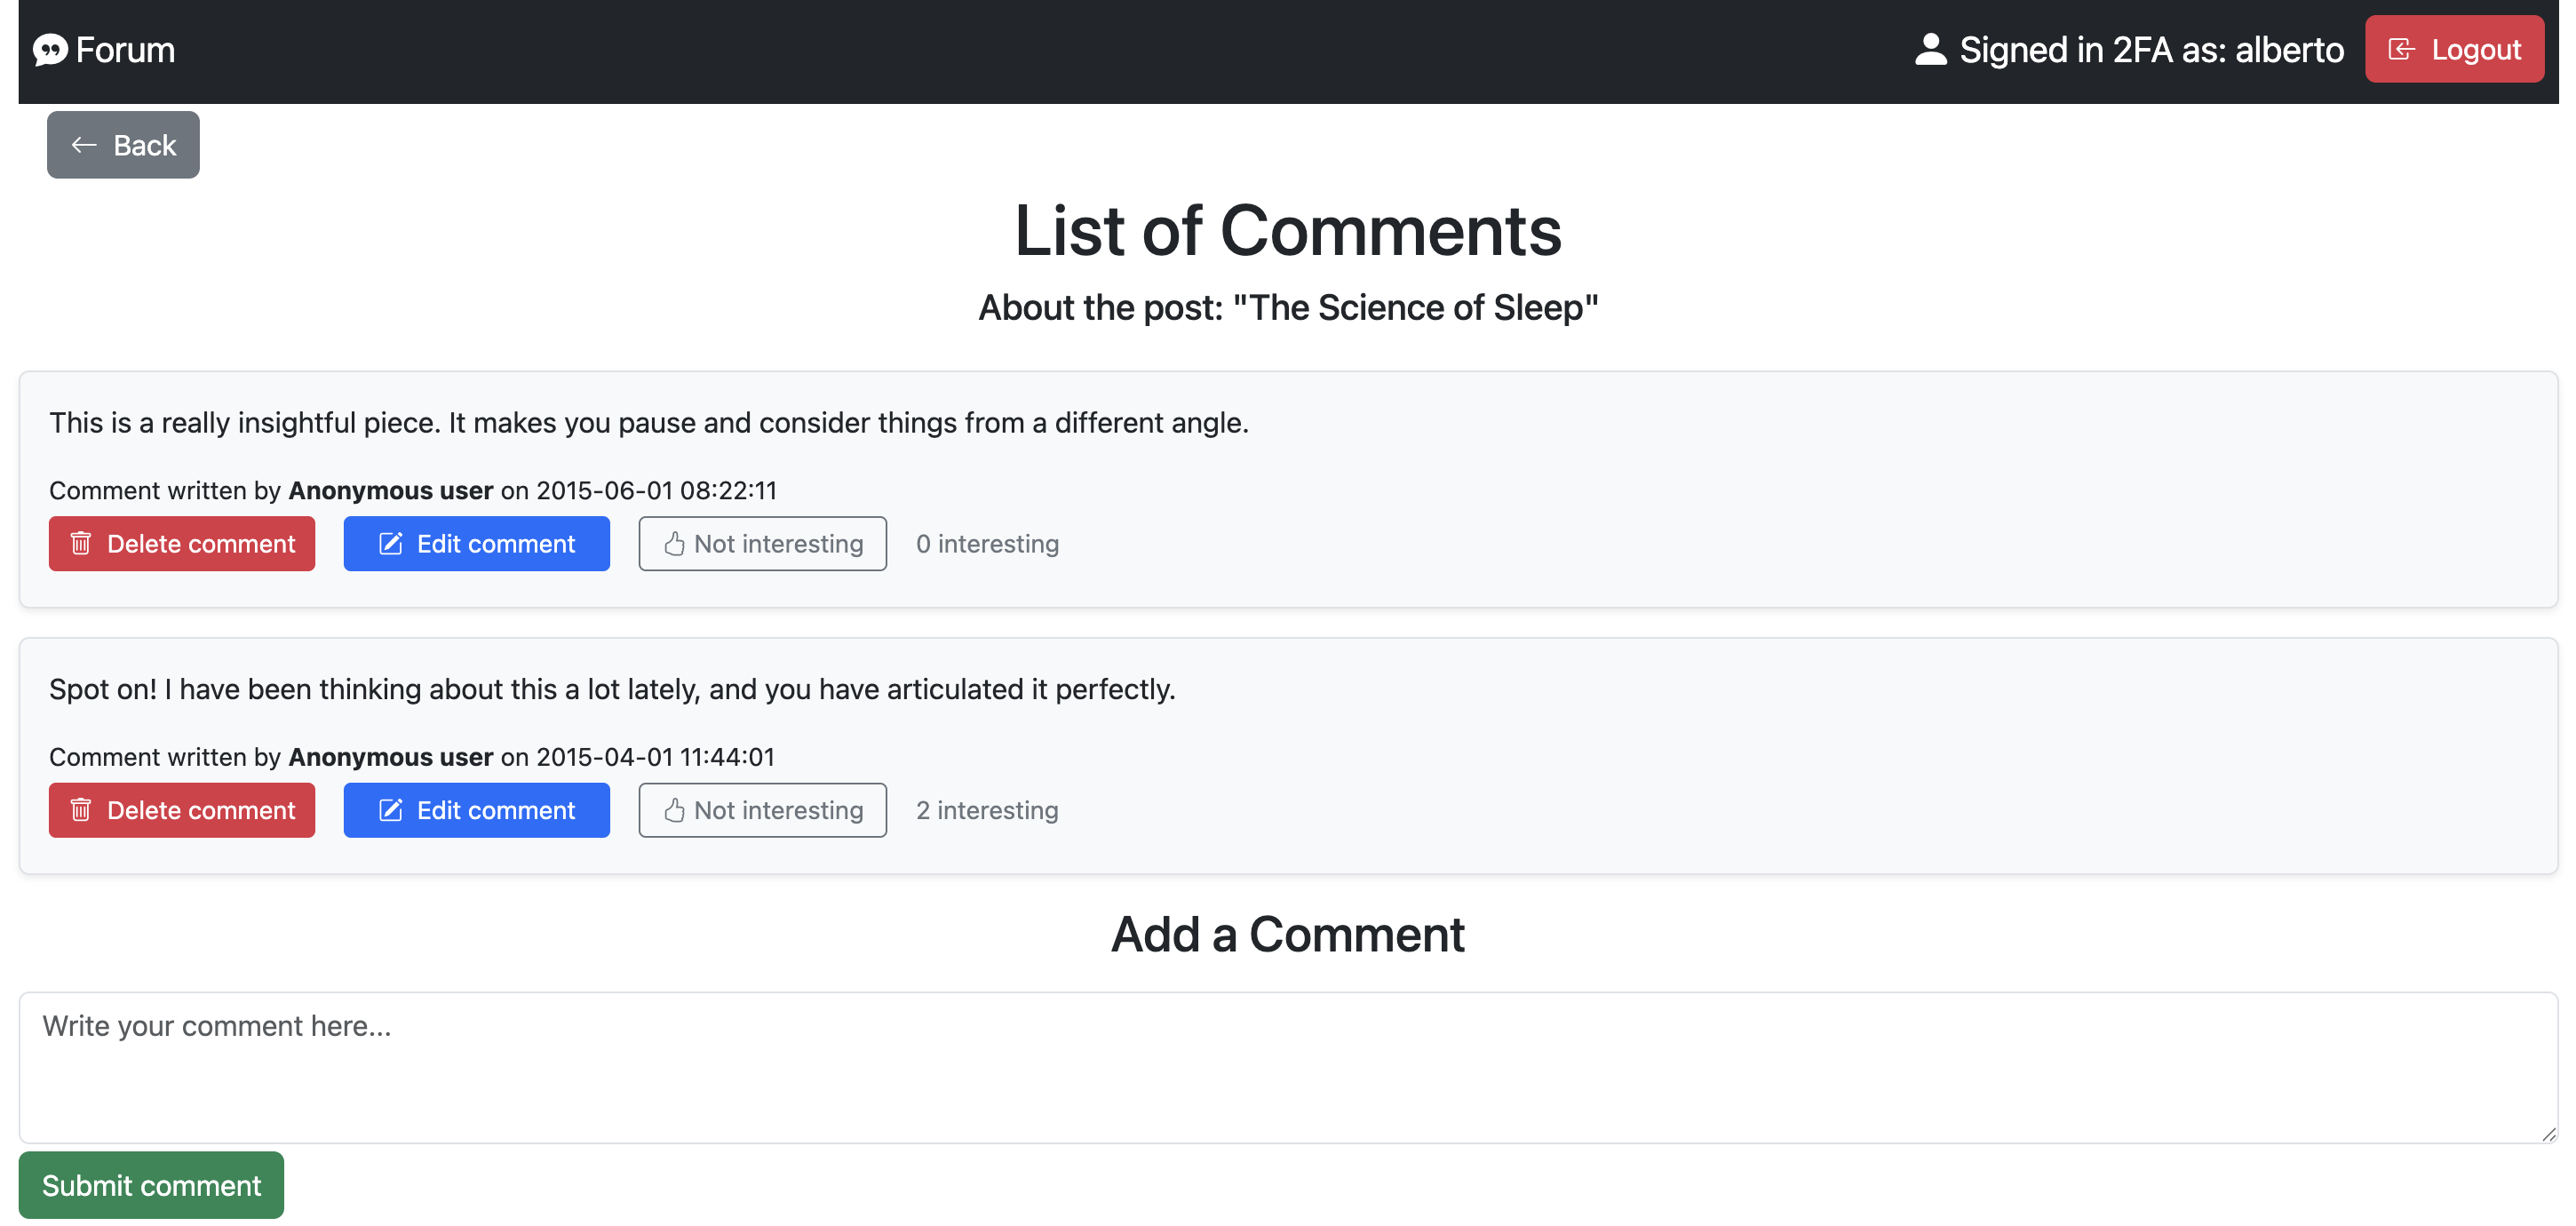 Forum
Signed in 2FA as: alberto
Logout
Back
List of Comments
About the post: "The Science of Sleep"
This is a really insightful piece. It makes you pause and consider things from a different angle.
Comment written by Anonymous user on 2015-06-01 08:22:11
Delete comment
Edit comment
Not interesting
0 interesting
Spot on! I have been thinking about this a lot lately, and you have articulated it perfectly.
Comment written by Anonymous user on 2015-04-01 11:44:01
Delete comment
Edit comment
Not interesting
2 interesting
Add a Comment
Write your comment here...
Submit comment